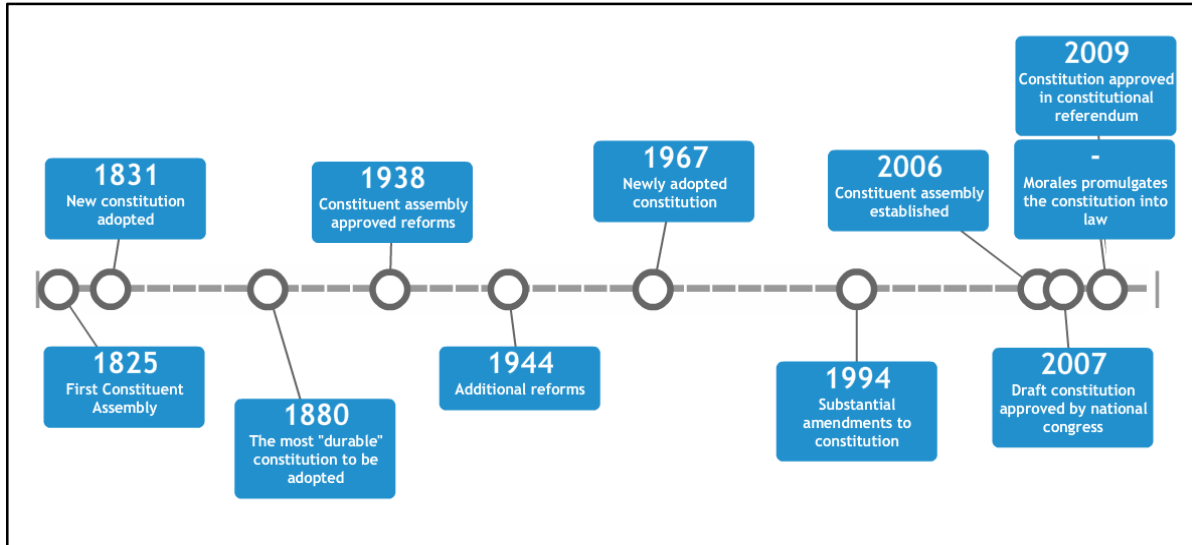 1831
New constitution
adopted
1938
Constituent assembly
approved reforms
1967
Newly adopted
constitution
2006
Constituent assembly
established
2009
Constitution approved
in constitutional
referendum
-
Morales promulgates
the constitution into
law
1825
First Constituent
Assembly
1880
The most "durable"
constitution to be
adopted
1944
Additional reforms
1994
Substantial
amendments to
constitution
2007
Draft constitution
approved by national
congress